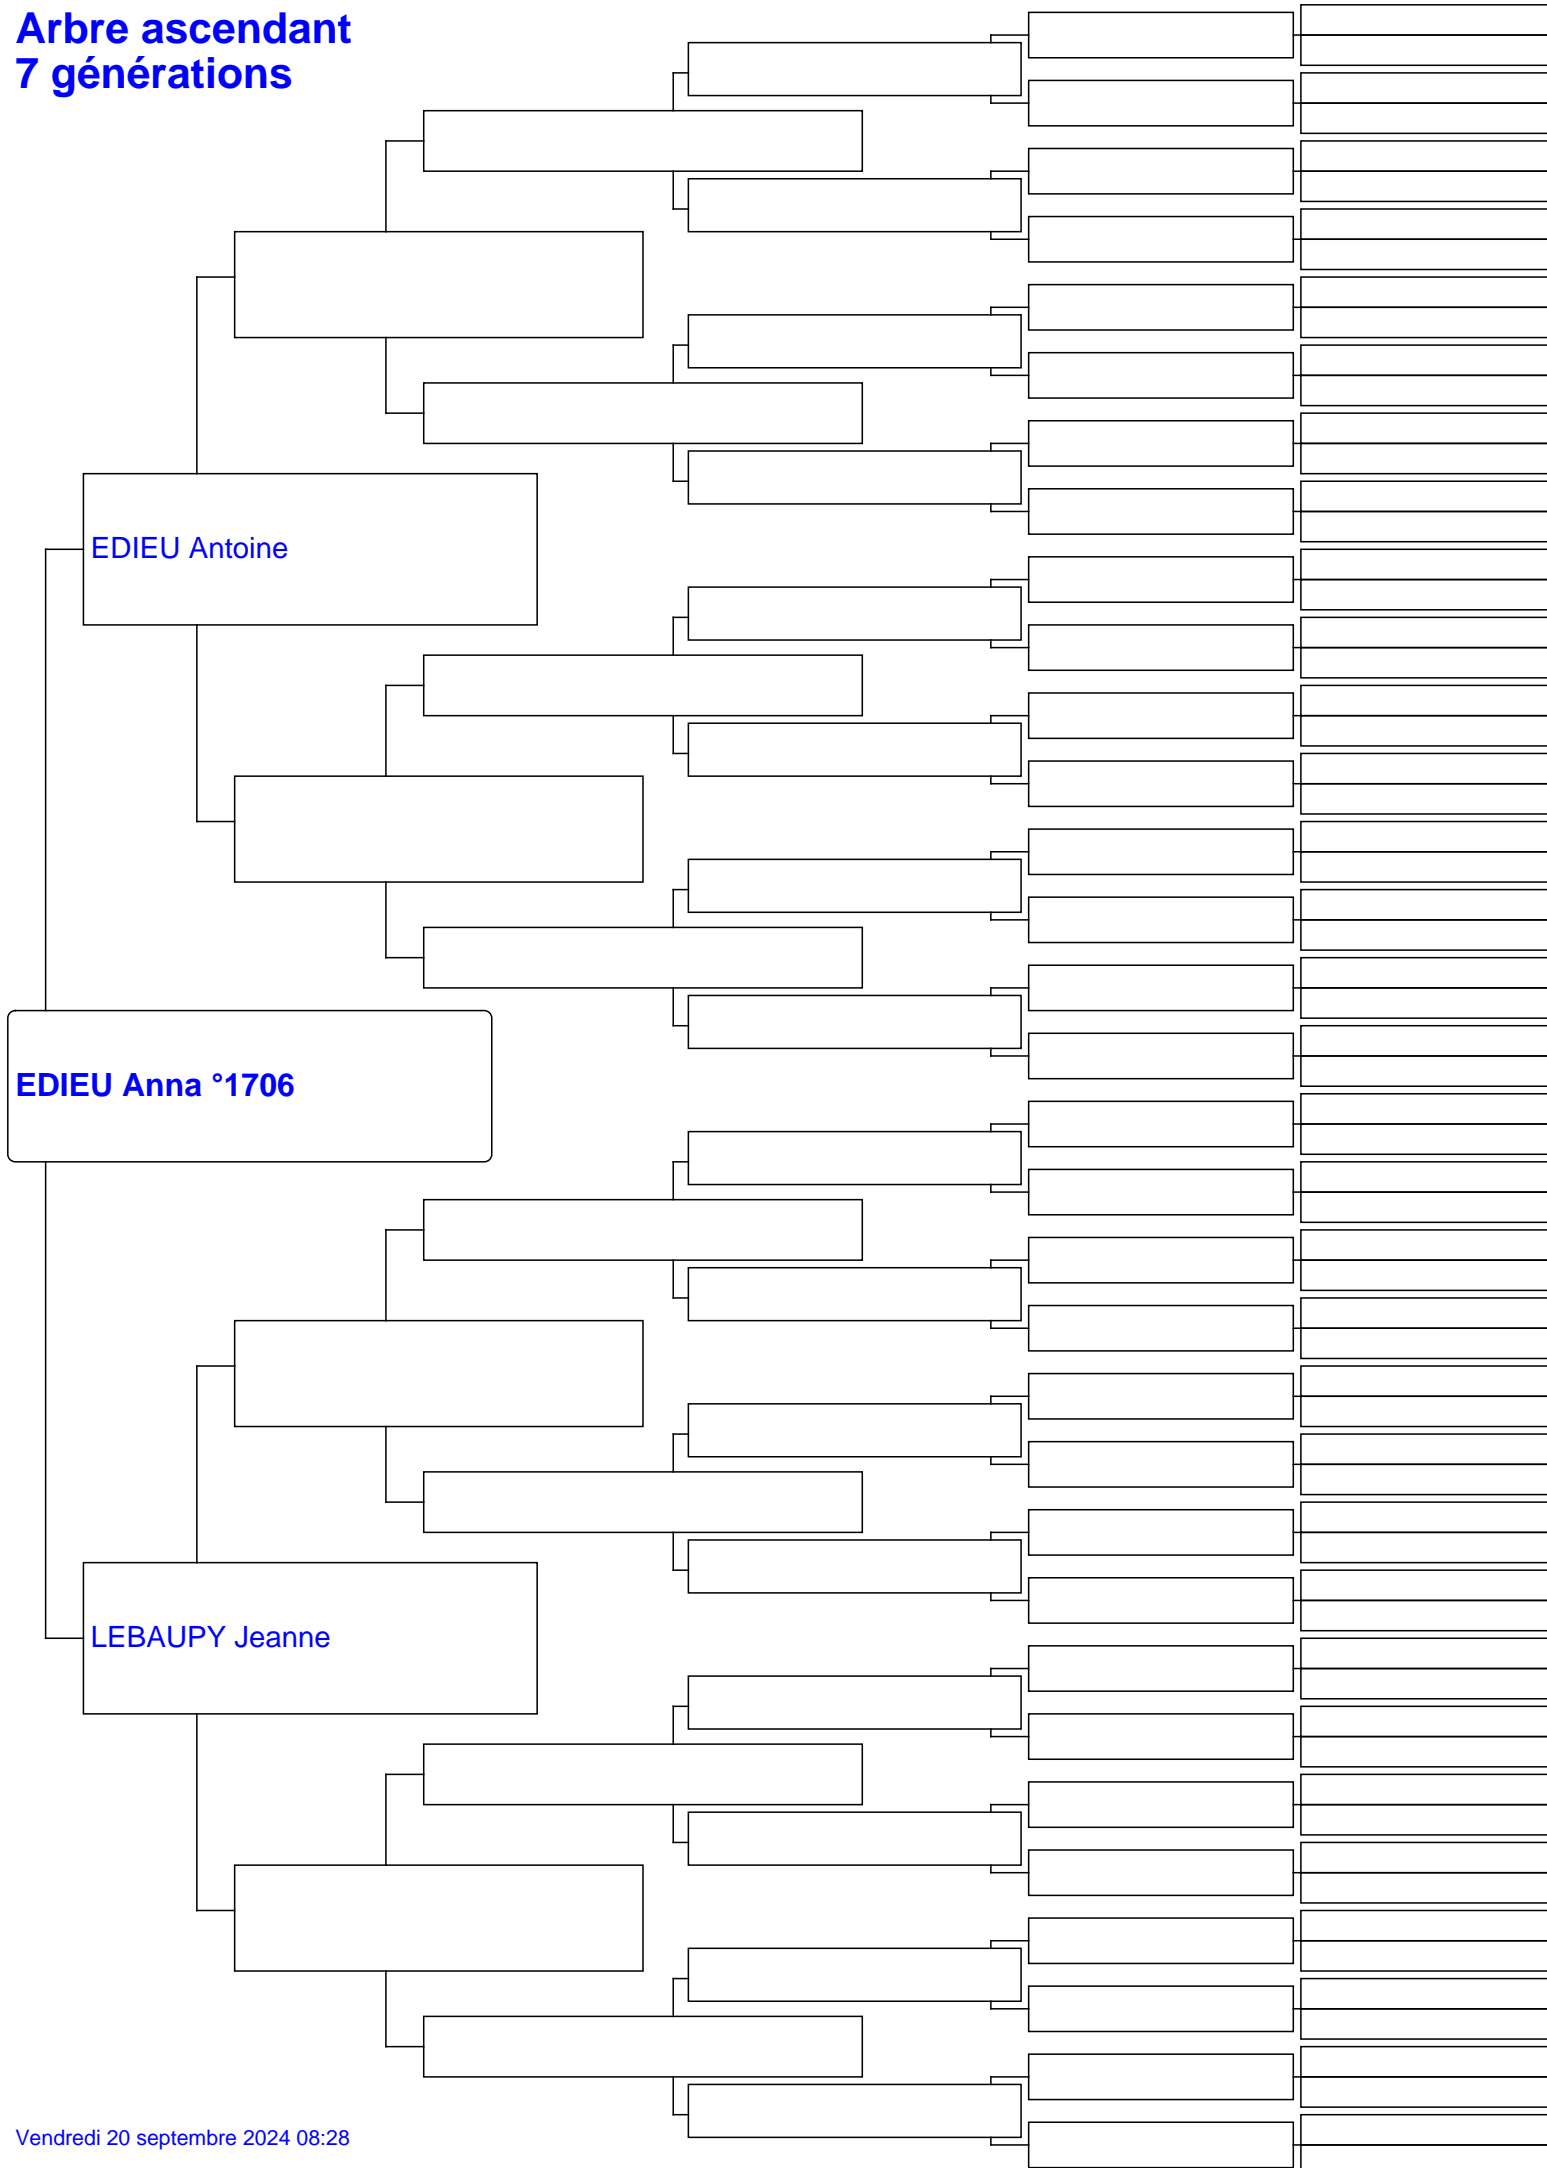 Arbre ascendant
7 générations
EDIEU Antoine
EDIEU Anna °1706
LEBAUPY Jeanne
Vendredi 20 septembre 2024 08:28